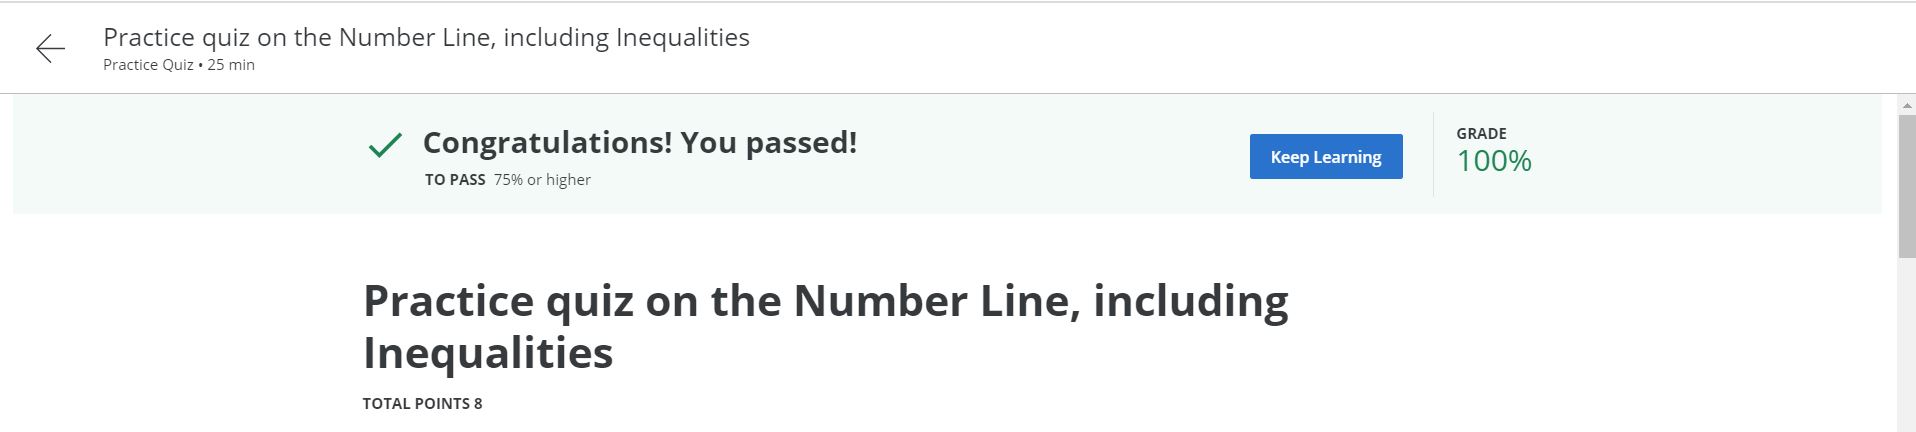 Practice quiz on the Number Line, including Inequalities
Practice Quiz • 25 min
Congratulations! You passed!
TO PASS 75% or higher
Keep Learning
GRADE
100%
Practice quiz on the Number Line, including
Inequalities
TOTAL POINTS 8